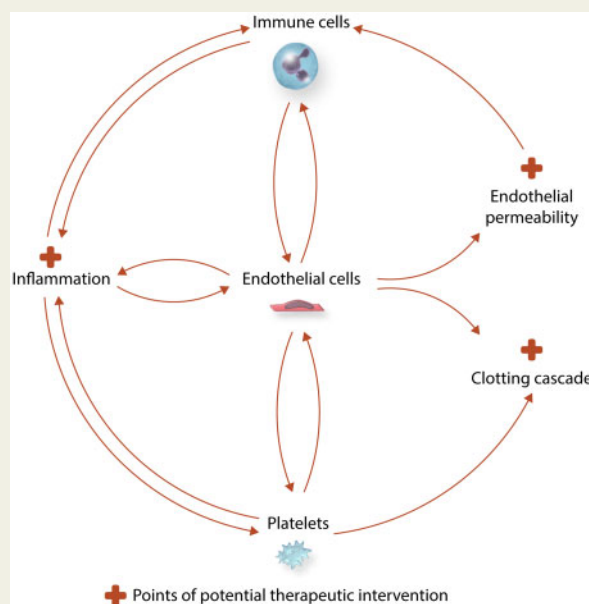 Immune cells
Endothelial
permeability
Inflammation
Endothelial cells
Clotting cascade
Platelets
Points of potential therapeutic intervention